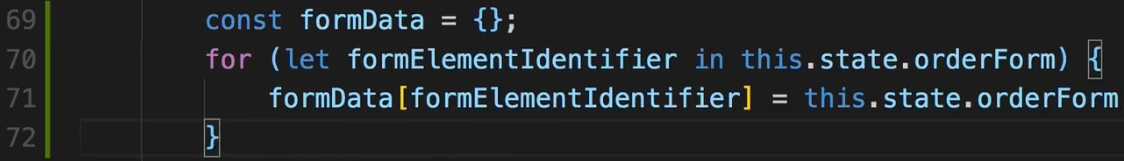 69 const formData = {};
70 for (let formElementIdentifier in this.state.orderForm) {
71 formData[formElementIdentifier] = this.state.orderForm
72 }